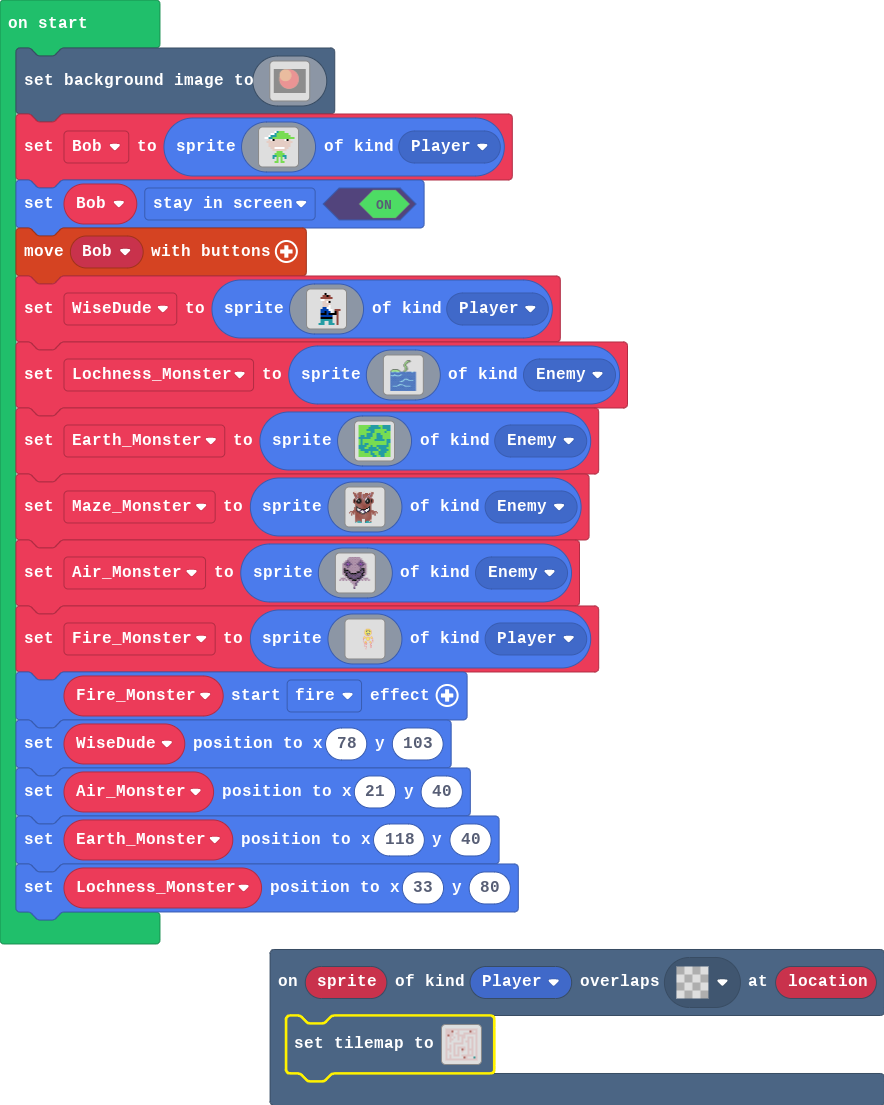 on start
set background image to
set Bob to sprite of kind Player
set Bob stay in screen ON
move Bob with buttons
set WiseDude to sprite of kind Player
set Lochness_Monster to sprite of kind Enemy
set Earth_Monster to sprite of kind Enemy
set Maze_Monster to sprite of kind Enemy
set Air_Monster to sprite of kind Enemy
set Fire_Monster to sprite of kind Player
Fire_Monster start fire effect
set WiseDude position to x 78 y 103
set Air_Monster position to x 21 y 40
set Earth_Monster position to x 118 y 40
set Lochness_Monster position to x 33 y 80
on sprite of kind Player overlaps at location
set tilemap to